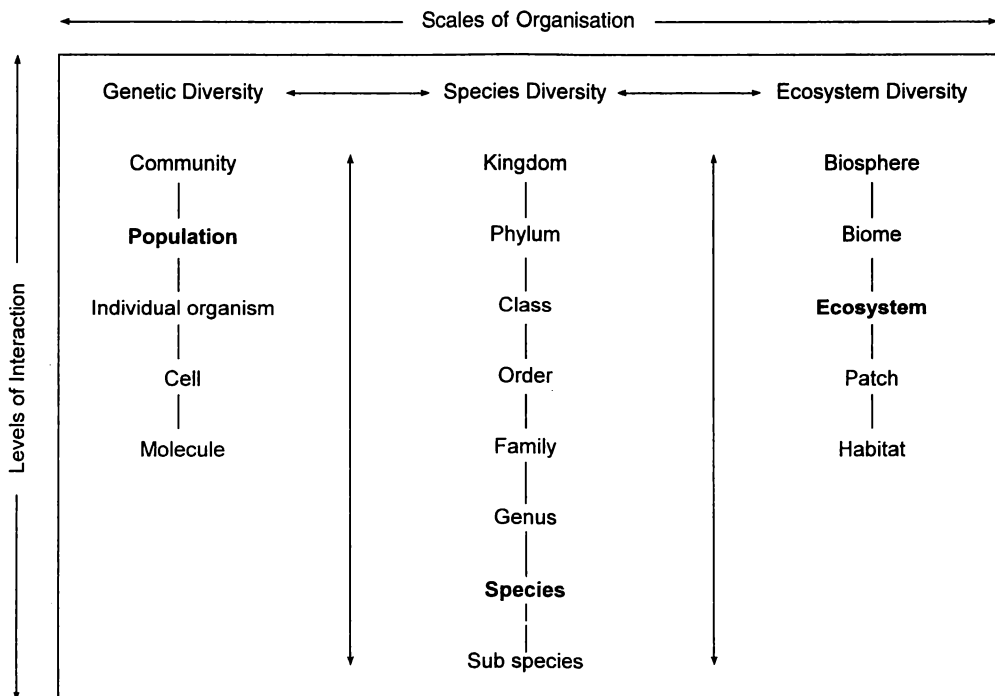 Scales of Organisation
Levels of Interaction
Genetic Diversity
Species Diversity
Ecosystem Diversity
Community
Kingdom
Biosphere
Population
Phylum
Biome
Individual organism
Class
Ecosystem
Cell
Order
Patch
Molecule
Family
Habitat
Genus
Species
Sub species